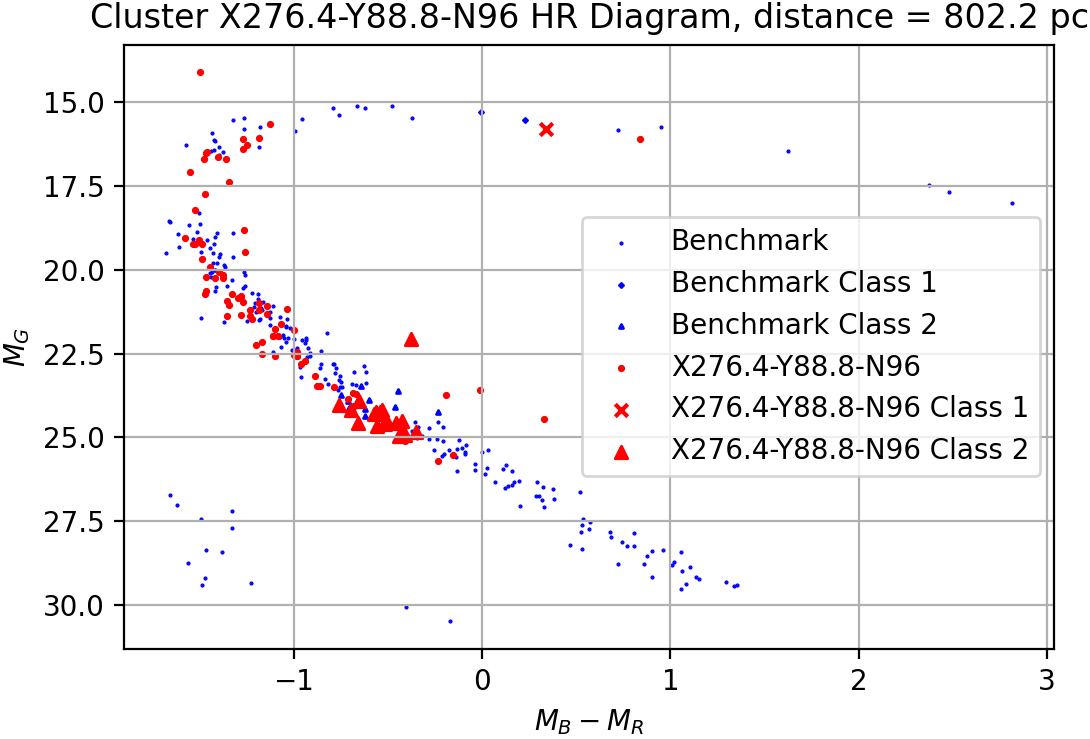 Cluster X276.4-Y88.8-N96 HR Diagram, distance = 802.2 pc
15.0
17.5
20.0
22.5
25.0
27.5
30.0
M_G
Benchmark
Benchmark Class 1
Benchmark Class 2
X276.4-Y88.8-N96
X276.4-Y88.8-N96 Class 1
X276.4-Y88.8-N96 Class 2
−1 0 1 2 3
M_B − M_R